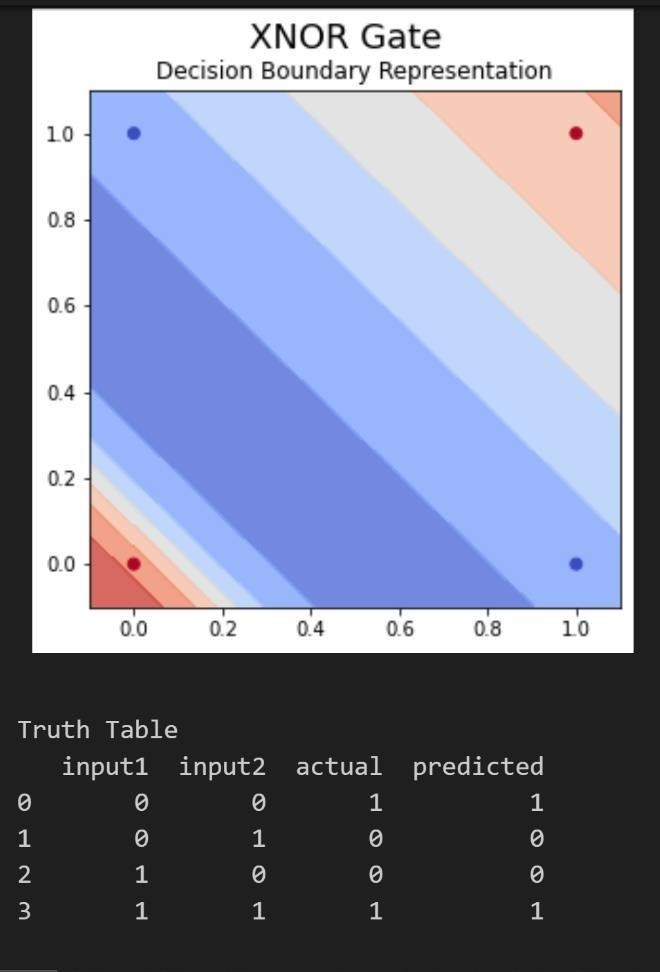 XNOR Gate
Decision Boundary Representation
1.0
0.8
0.6
0.4
0.2
0.0
0.0 0.2 0.4 0.6 0.8 1.0
Truth Table
input1 input2 actual predicted
0 0 0 1 1
1 0 1 0 0
2 1 0 0 0
3 1 1 1 1